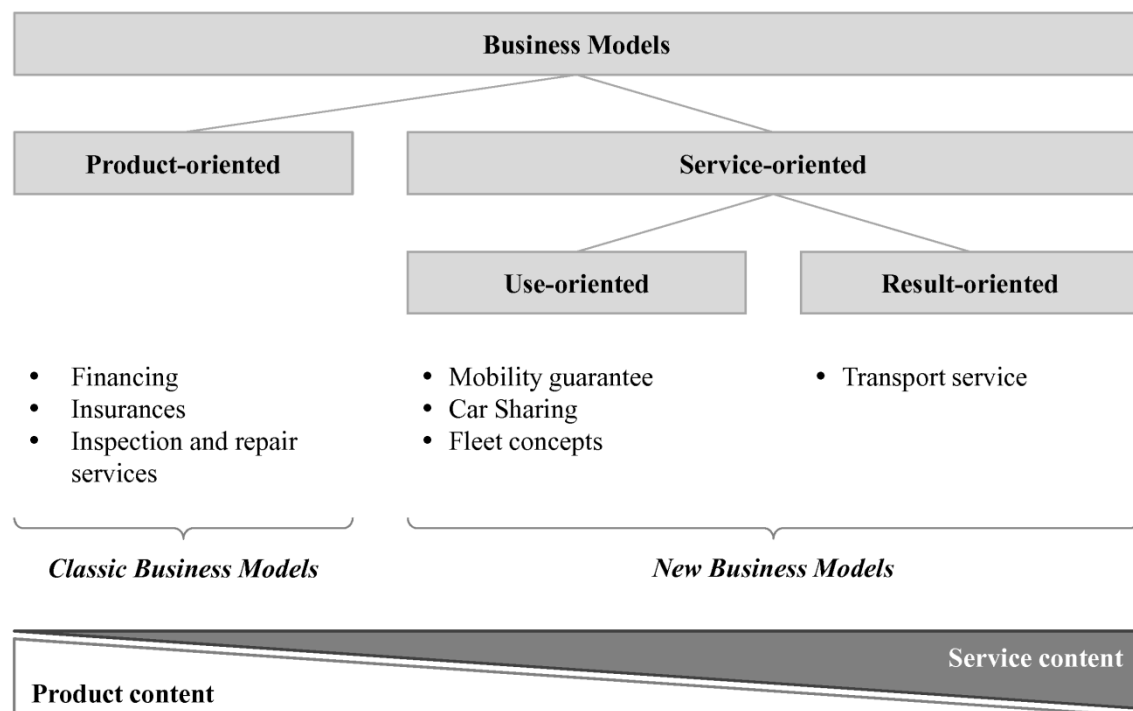 Business Models
Product-oriented
Service-oriented
Use-oriented
Result-oriented
• Financing
• Insurances
• Inspection and repair
services
• Mobility guarantee
• Car Sharing
• Fleet concepts
• Transport service
Classic Business Models
New Business Models
Service content
Product content